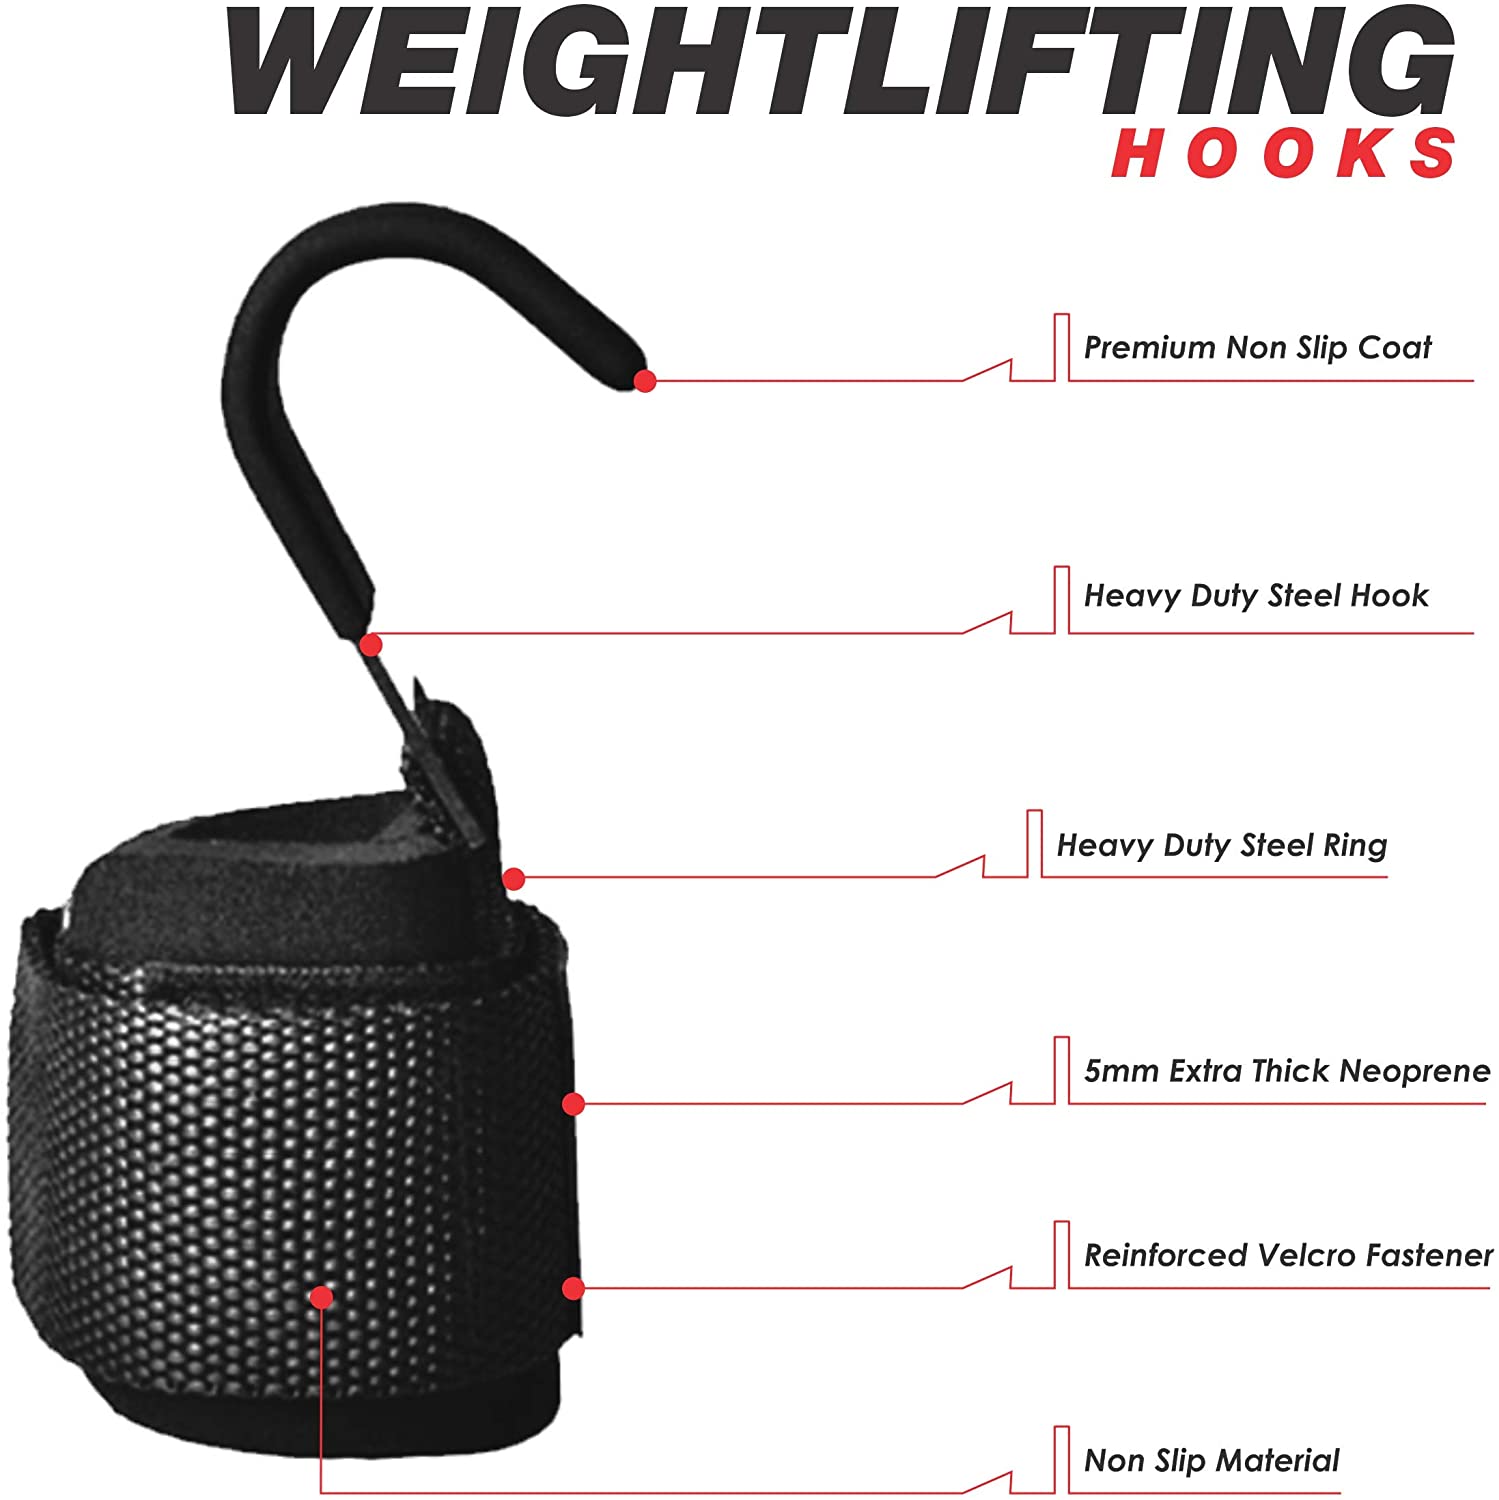 WEIGHTLIFTING
HOOKS
Premium Non Slip Coat
Heavy Duty Steel Hook
Heavy Duty Steel Ring
5mm Extra Thick Neoprene
Reinforced Velcro Fastener
Non Slip Material